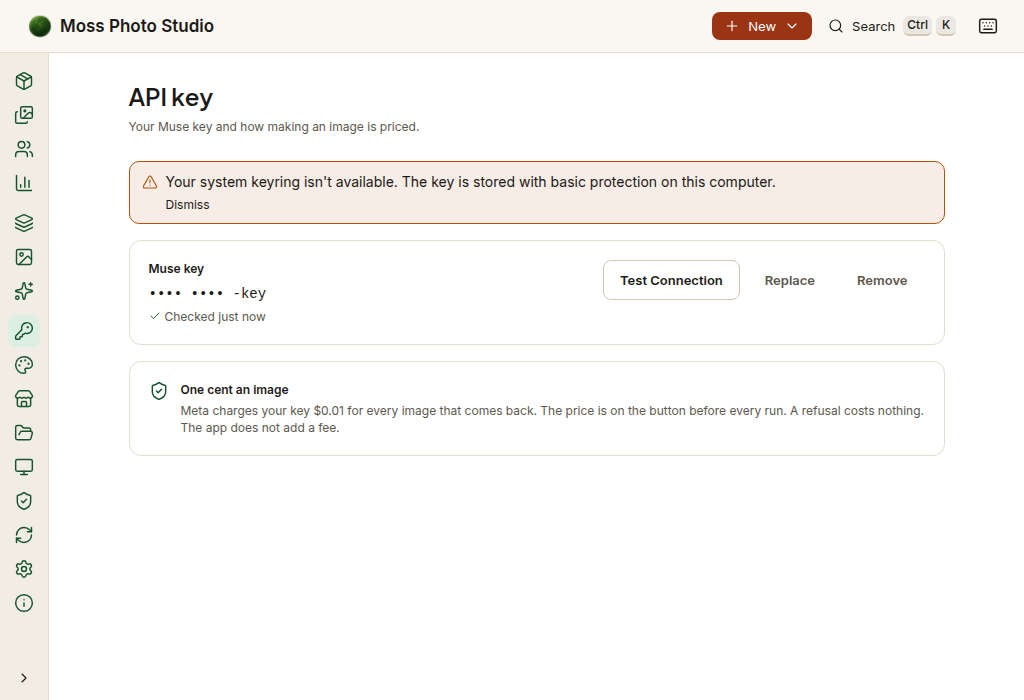 Moss Photo Studio
New
Search Ctrl K
API key
Your Muse key and how making an image is priced.
Your system keyring isn't available. The key is stored with basic protection on this computer.
Dismiss
Muse key
•••• •••• -key
Checked just now
Test Connection
Replace
Remove
One cent an image
Meta charges your key $0.01 for every image that comes back. The price is on the button before every run. A refusal costs nothing.
The app does not add a fee.